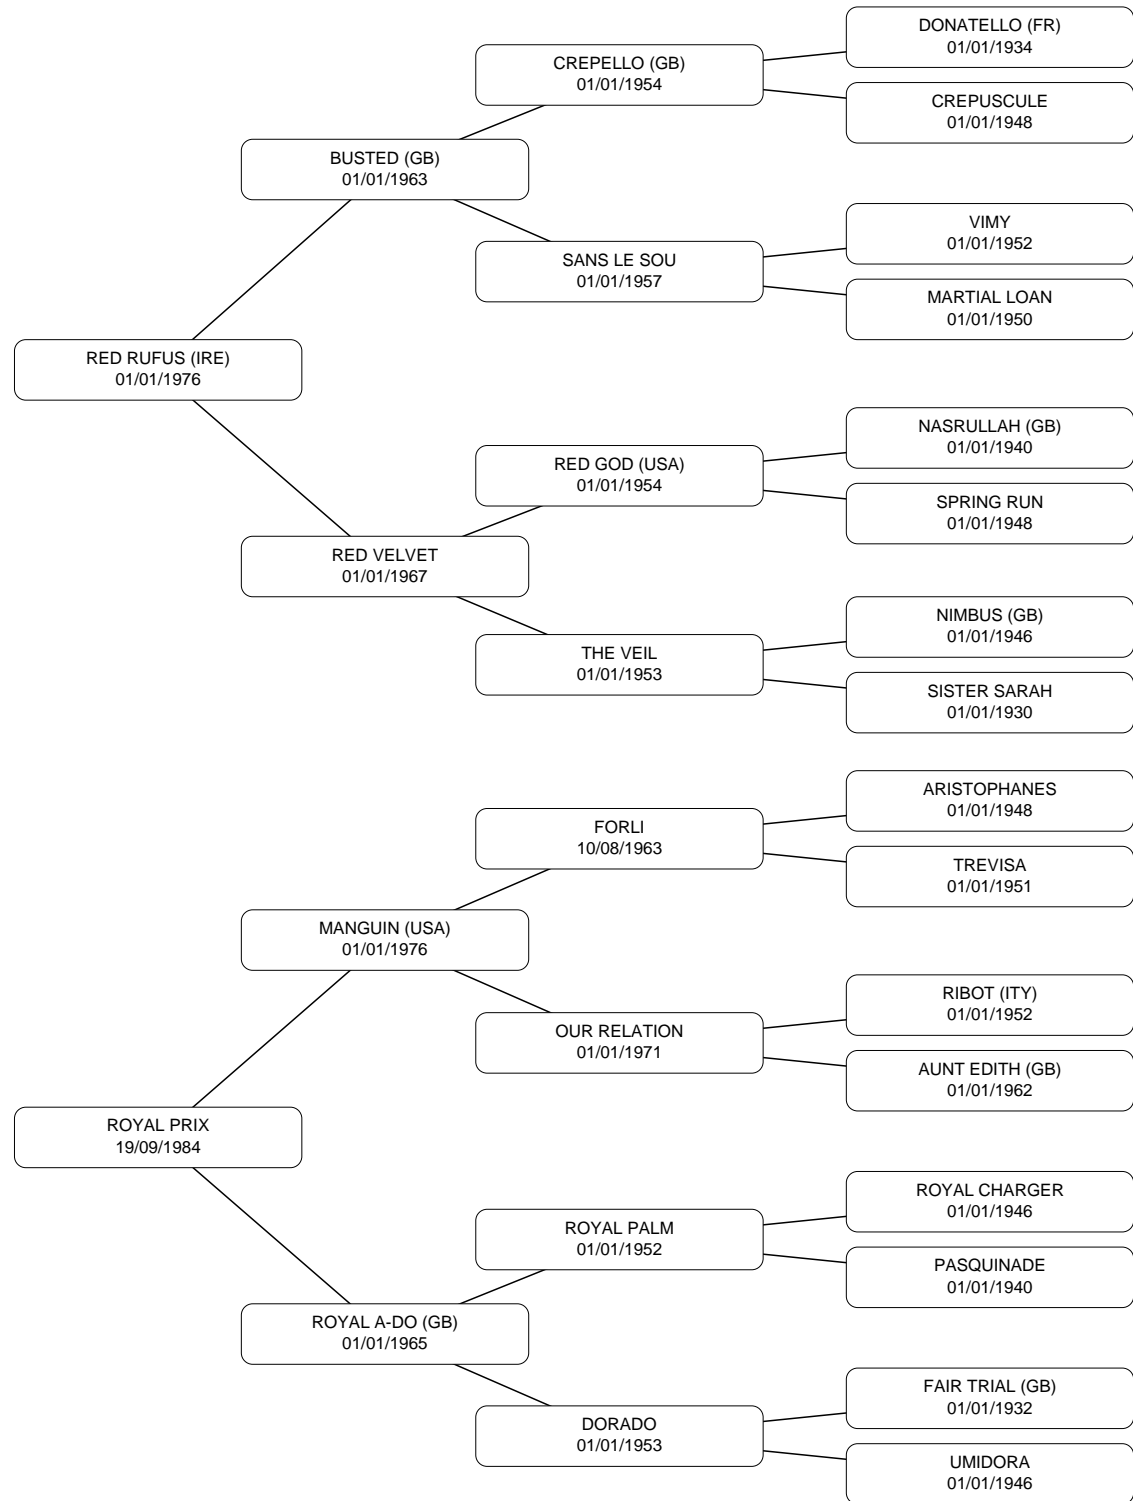 DONATELLO (FR)
01/01/1934
CREPELLO (GB)
01/01/1954
CREPUSCULE
01/01/1948
BUSTED (GB)
01/01/1963
VIMY
01/01/1952
SANS LE SOU
01/01/1957
MARTIAL LOAN
01/01/1950
RED RUFUS (IRE)
01/01/1976
NASRULLAH (GB)
01/01/1940
RED GOD (USA)
01/01/1954
SPRING RUN
01/01/1948
RED VELVET
01/01/1967
NIMBUS (GB)
01/01/1946
THE VEIL
01/01/1953
SISTER SARAH
01/01/1930
ARISTOPHANES
01/01/1948
FORLI
10/08/1963
TREVISA
01/01/1951
MANGUIN (USA)
01/01/1976
RIBOT (ITY)
01/01/1952
OUR RELATION
01/01/1971
AUNT EDITH (GB)
01/01/1962
ROYAL PRIX
19/09/1984
ROYAL CHARGER
01/01/1946
ROYAL PALM
01/01/1952
PASQUINADE
01/01/1940
ROYAL A-DO (GB)
01/01/1965
FAIR TRIAL (GB)
01/01/1932
DORADO
01/01/1953
UMIDORA
01/01/1946